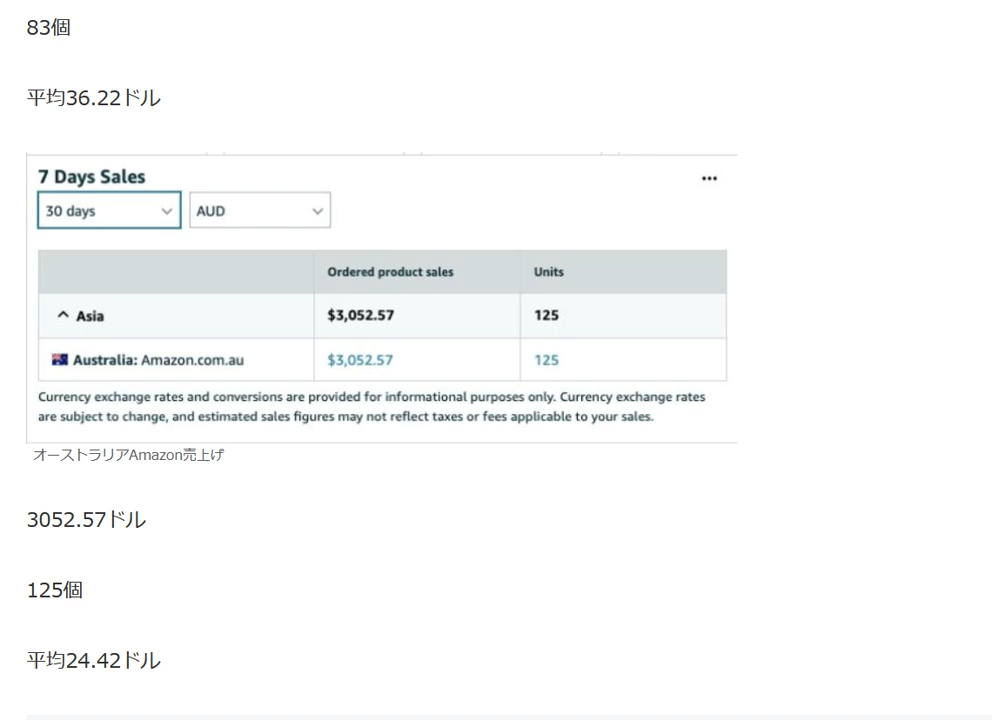 83個
平均36.22ドル
7 Days Sales
30 days AUD
Ordered product sales Units
Asia $3,052.57 125
Australia: Amazon.com.au $3,052.57 125
Currency exchange rates and conversions are provided for informational purposes only. Currency exchange rates
are subject to change, and estimated sales figures may not reflect taxes or fees applicable to your sales.
オーストラリアAmazon売上げ
3052.57ドル
125個
平均24.42ドル